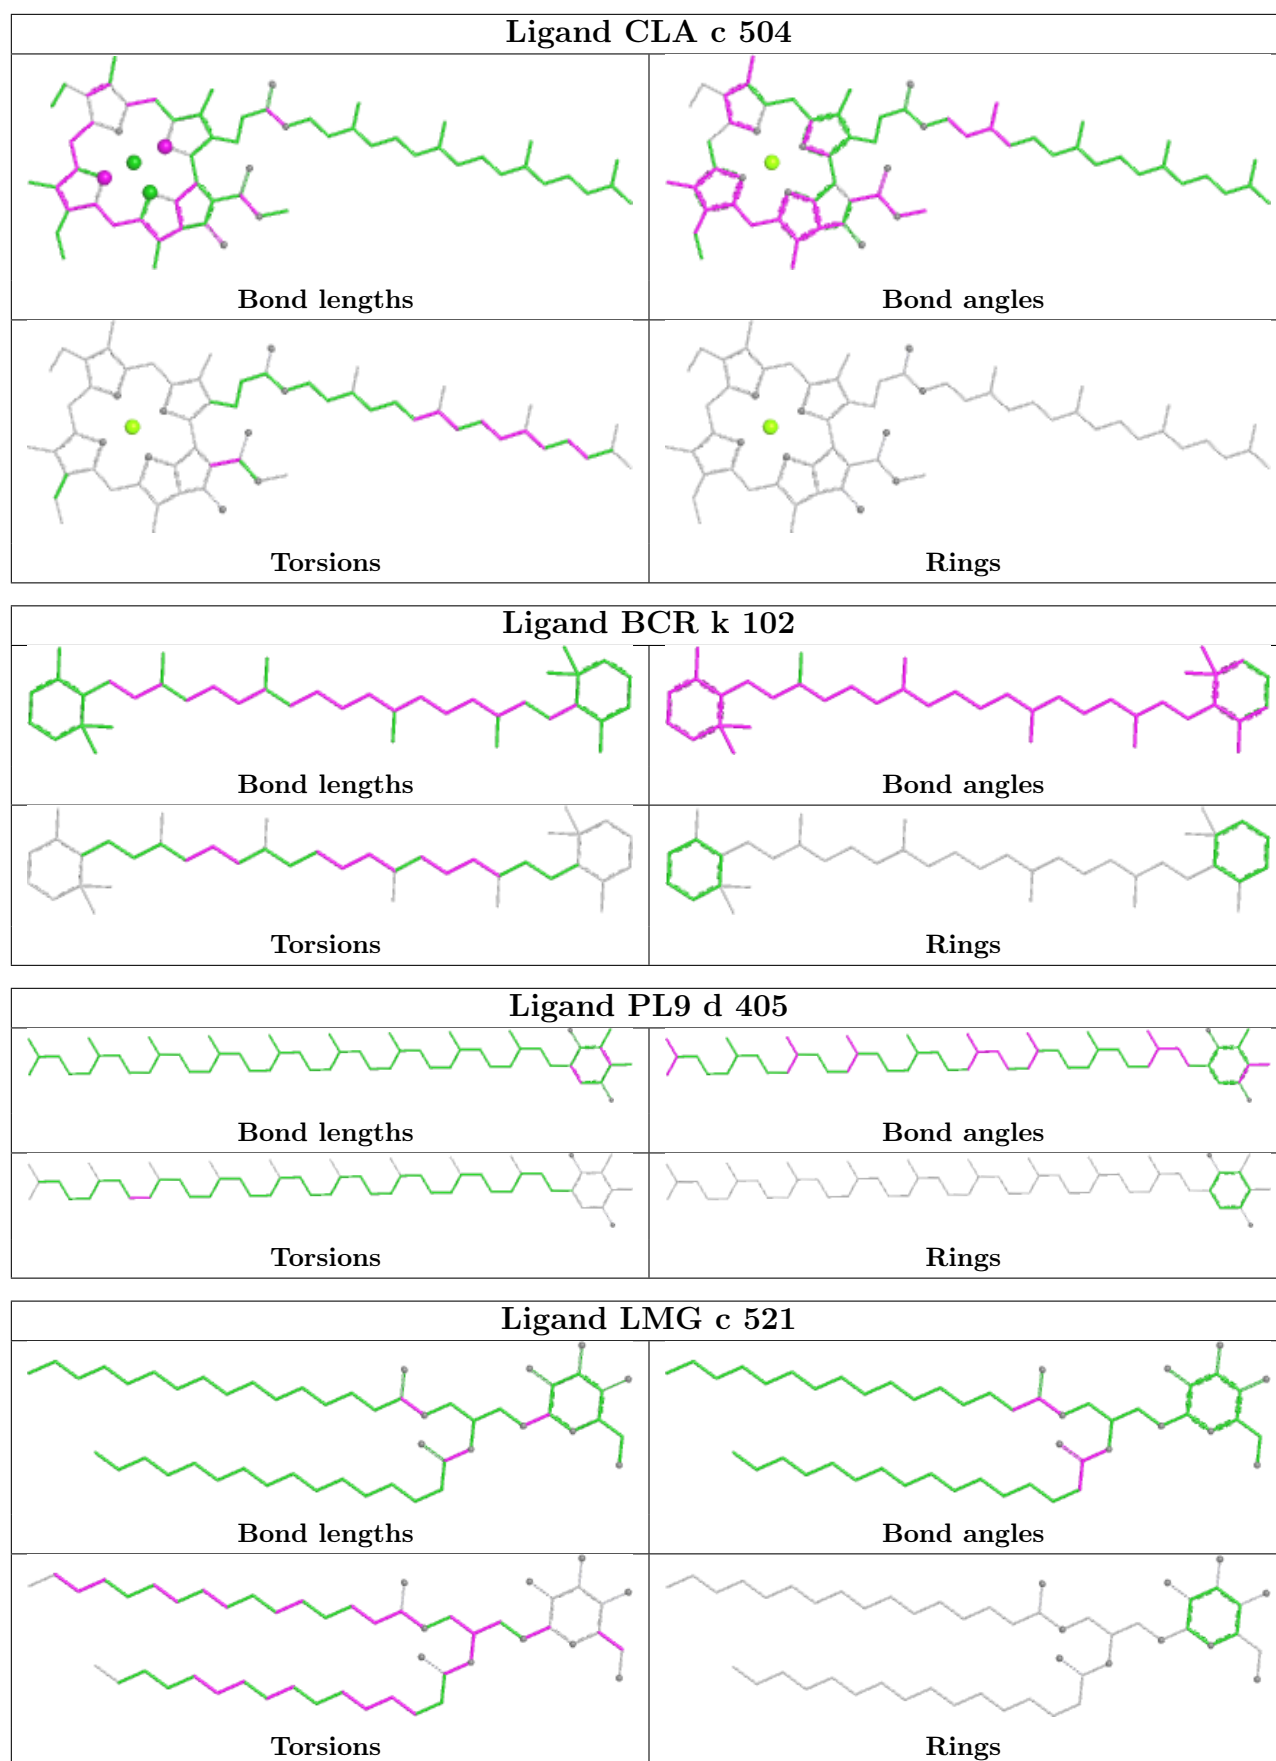 Ligand CLA c 504
Bond lengths
Bond angles
Torsions
Rings
Ligand BCR k 102
Bond lengths
Bond angles
Torsions
Rings
Ligand PL9 d 405
Bond lengths
Bond angles
Torsions
Rings
Ligand LMG c 521
Bond lengths
Bond angles
Torsions
Rings